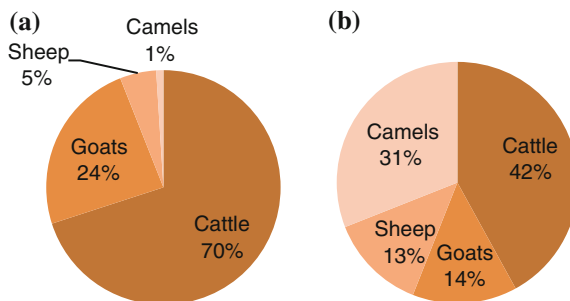 (a)
Camels
1%
Sheep
5%
Goats
24%
Cattle
70%
(b)
Camels
31%
Cattle
42%
Sheep
13%
Goats
14%